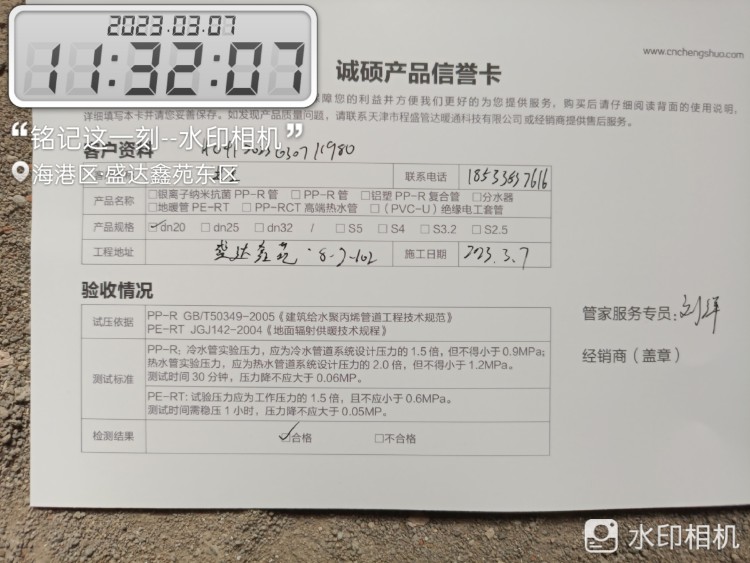 2023.03.07
11:32:07
www.cnchengshuo.com
诚硕产品信誉卡
障您的利益并方便我们更好的为您提供服务，购买后请仔细阅读背面的使用说明，
详细填写本卡并请您妥善保存。如发现产品质量问题，请联系天津市程盛管达暖通科技有限公司或经销商提供售后服务。
“铭记这一刻--水印相机”
客户资料
海港区·盛达鑫苑东区
联系电话 18533837616
产品名称 □银离子纳米抗菌 PP-R 管 □ PP-R 管 □铝塑 PP-R 复合管 □分水器
□地暖管 PE-RT □ PP-RCT 高端热水管 □（PVC-U）绝缘电工套管
产品规格 ☑dn20 □ dn25 □ dn32 / □ S5 □ S4 □ S3.2 □ S2.5
工程地址 盛达鑫苑·8-2-102 施工日期 2023.3.7
验收情况
试压依据 PP-R GB/T50349-2005《建筑给水聚丙烯管道工程技术规范》
PE-RT JGJ142-2004《地面辐射供暖技术规程》
管家服务专员：
测试标准 PP-R：冷水管实验压力，应为冷水管道系统设计压力的 1.5 倍，但不得小于 0.9MPa；
热水管实验压力，应为热水管道系统设计压力的 2.0 倍，但不得小于 1.2MPa。
测试时间 30 分钟，压力降不应大于 0.06MP。
经销商（盖章）
PE-RT: 试验压力应为工作压力的 1.5 倍，且不应小于 0.6MPa。
测试时间需稳压 1 小时，压力降不应大于 0.05MP。
检测结果 ☑合格 □不合格
水印相机